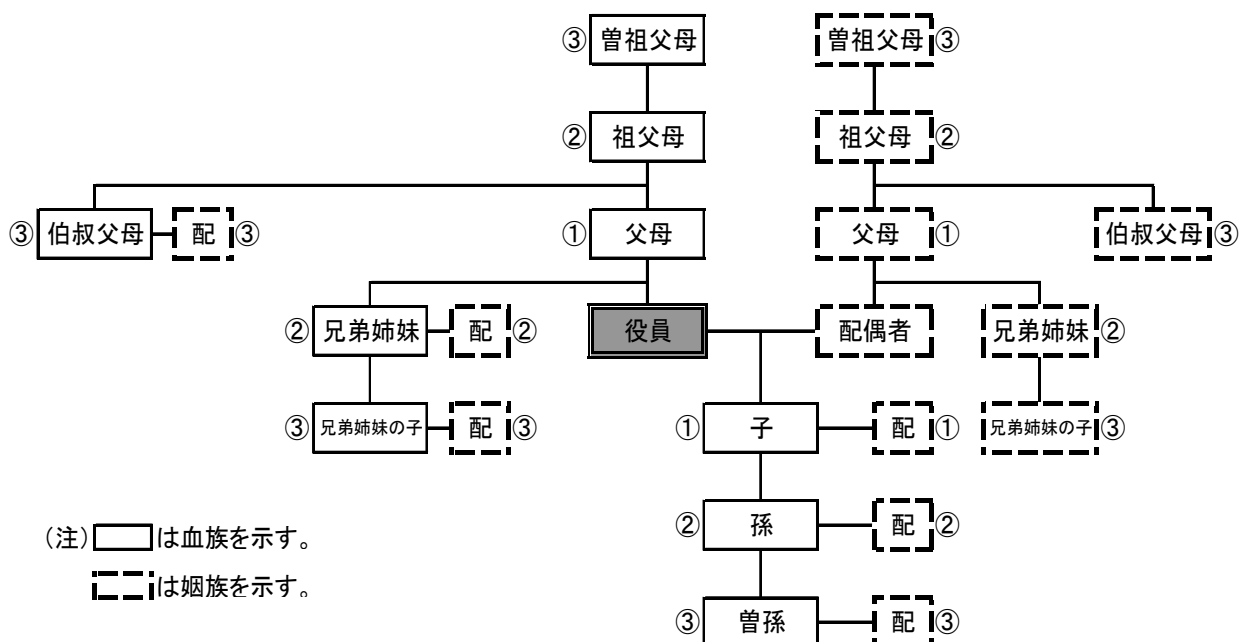 ③ 曽祖父母 曽祖父母 ③
② 祖父母 祖父母 ②
③ 伯叔父母 配 ③ ① 父母 父母 ① 伯叔父母 ③
② 兄弟姉妹 配 ② 役員 配偶者 兄弟姉妹 ②
③ 兄弟姉妹の子 配 ③ ① 子 配 ① 兄弟姉妹の子 ③
② 孫 配 ②
(注) は血族を示す。
は姻族を示す。
③ 曽孫 配 ③